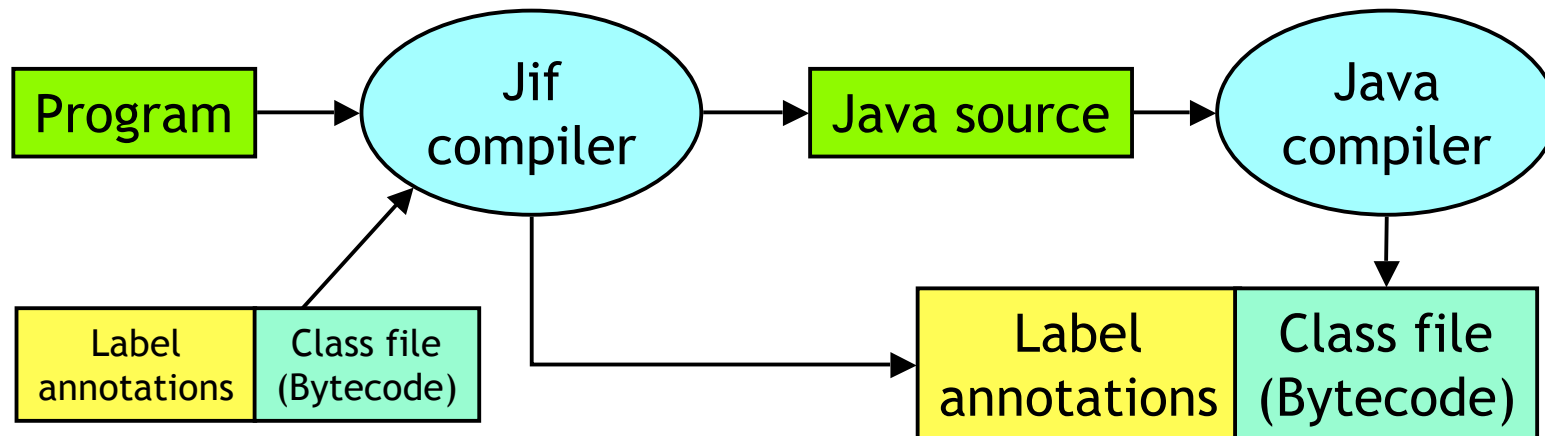 Program
Jif
compiler
Java source
Java
compiler
Label
annotations
Class file
(Bytecode)
Label
annotations
Class file
(Bytecode)